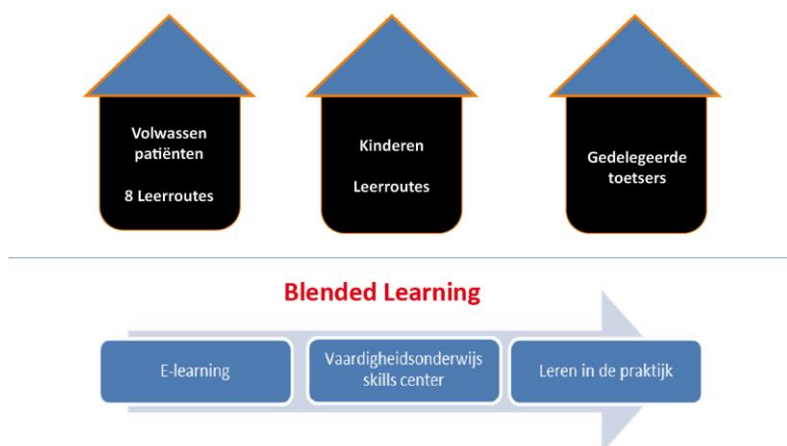 Volwassen
patiënten
8 Leerroutes
Kinderen
Leerroutes
Gedelegeerde
toetsers
Blended Learning
E-learning
Vaardigheidsonderwijs
skills center
Leren in de praktijk